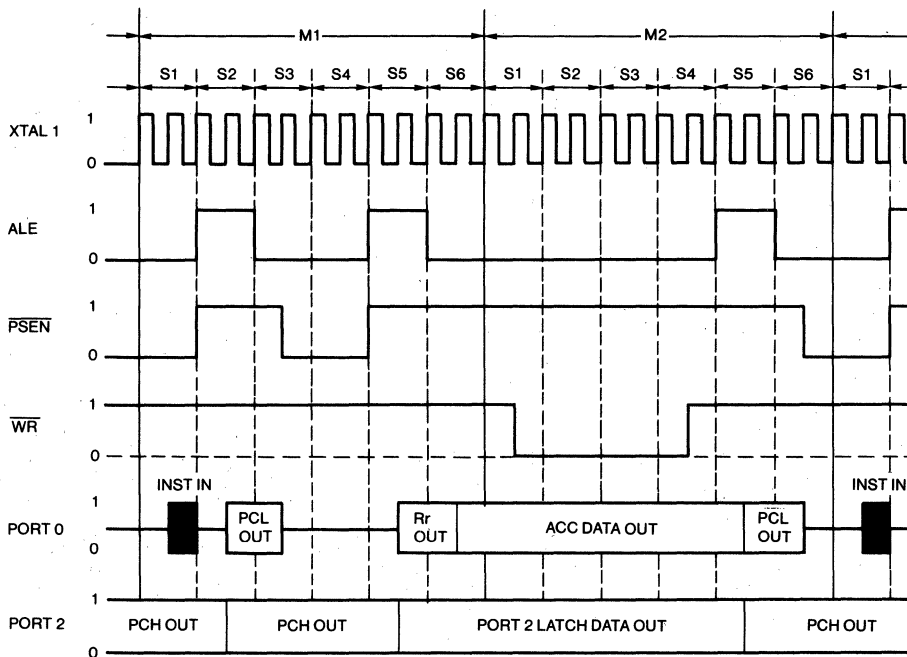 M1 M2
S1 S2 S3 S4 S5 S6 S1 S2 S3 S4 S5 S6 S1
XTAL 1 1
0
ALE 1
0
PSEN 1
0
WR 1
0
INST IN INST IN
PORT 0 1 PCL OUT Rr OUT ACC DATA OUT PCL OUT
0
PORT 2 1 PCH OUT PCH OUT PORT 2 LATCH DATA OUT PCH OUT
0